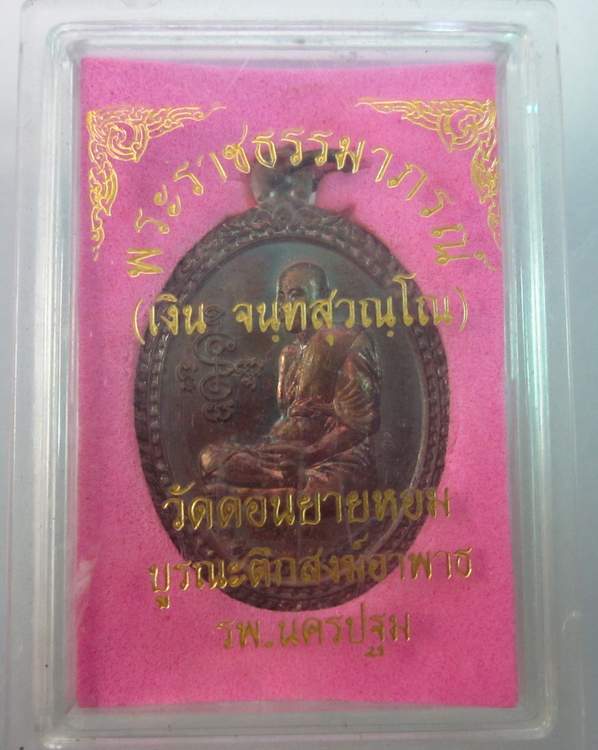 พระราชธรรมาภรณ์
(เงิน จนฺทสุวณฺโณ)
วัดดอนยายหอม
บูรณะตึกสงฆ์อาพาธ
รพ.นครปฐม